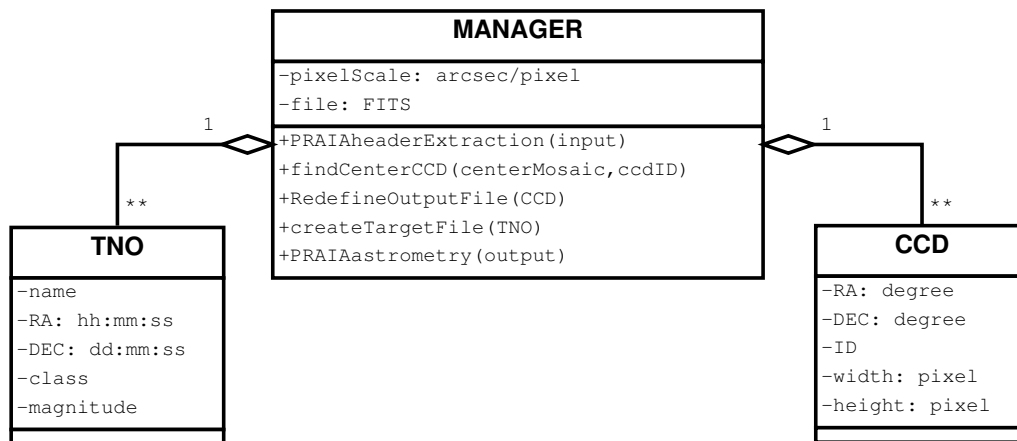 MANAGER
-pixelScale: arcsec/pixel
-file: FITS
+PRAIAheaderExtraction(input)
+findCenterCCD(centerMosaic,ccdID)
+RedefineOutputFile(CCD)
+createTargetFile(TNO)
+PRAIAastrometry(output)
1
**
1
**
TNO
-name
-RA: hh:mm:ss
-DEC: dd:mm:ss
-class
-magnitude
CCD
-RA: degree
-DEC: degree
-ID
-width: pixel
-height: pixel